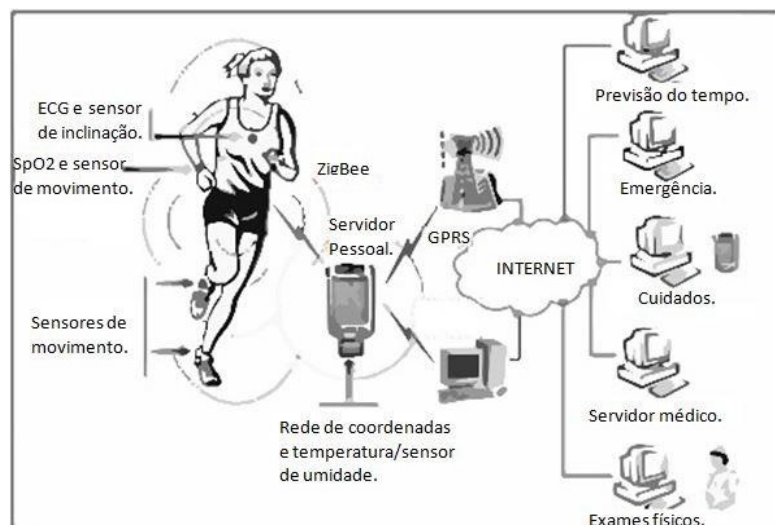 ECG e sensor
de inclinação.
SpO2 e sensor
de movimento.
Sensores de
movimento.
ZigBee
Servidor
Pessoal.
GPRS
Rede de coordenadas
e temperatura/sensor
de umidade.
INTERNET
Previsão do tempo.
Emergência.
Cuidados.
Servidor médico.
Exames físicos.